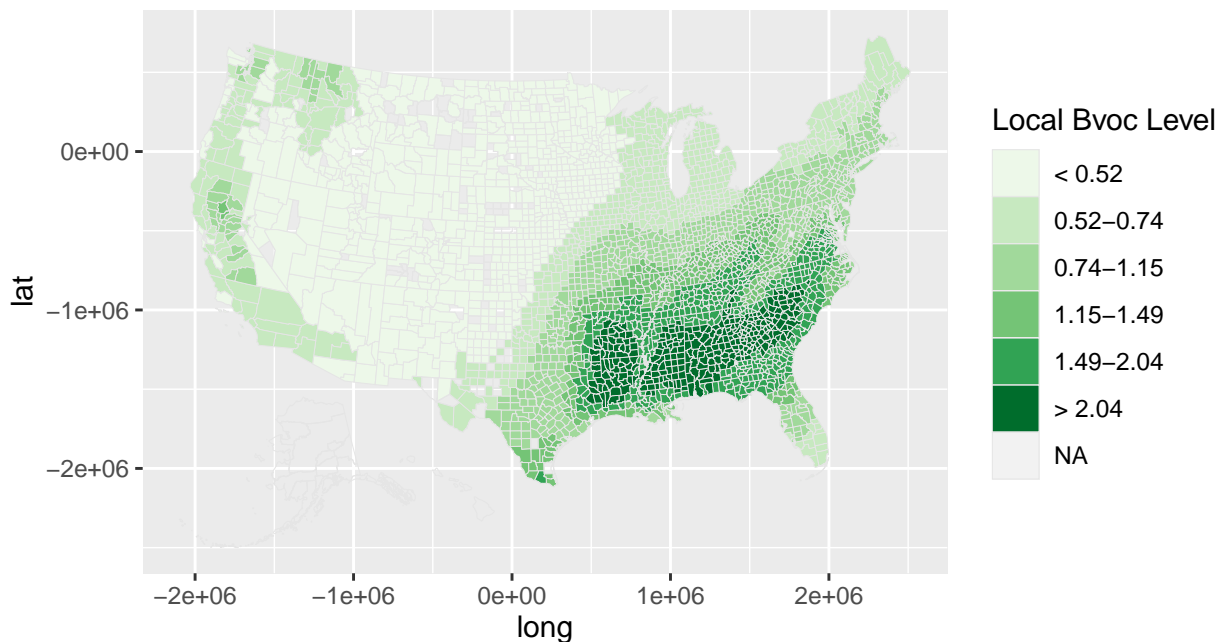 0e+00
−1e+06
−2e+06
lat
−2e+06
−1e+06
0e+00
1e+06
2e+06
long
Local Bvoc Level
< 0.52
0.52−0.74
0.74−1.15
1.15−1.49
1.49−2.04
> 2.04
NA